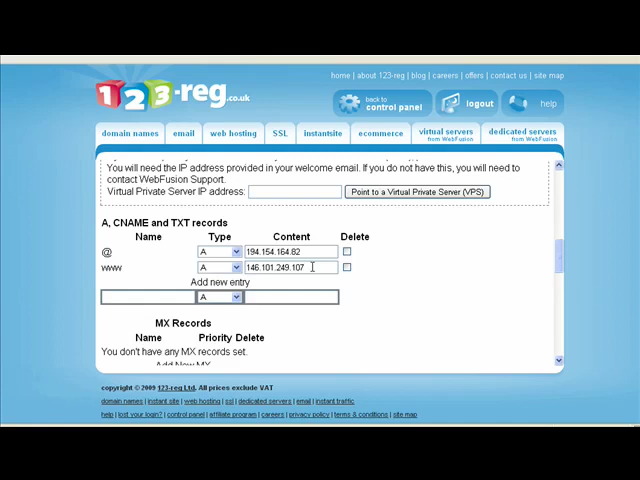 123-reg.co.uk
home | about 123-reg | blog | careers | offers | contact us | site map
back to control panel
logout
help
domain names
email
web hosting
SSL
instantsite
ecommerce
virtual servers from WebFusion
dedicated servers from WebFusion
You will need the IP address provided in your welcome email. If you do not have this, you will need to
contact WebFusion Support.
Virtual Private Server IP address:
Point to a Virtual Private Server (VPS)
A, CNAME and TXT records
Name Type Content Delete
@ A 194.154.164.82
www A 146.101.249.107
Add new entry
A
MX Records
Name Priority Delete
You don't have any MX records set.
Add New MX
copyright © 2009 123-reg Ltd. All prices exclude VAT
domain names | instant site | web hosting | ssl | dedicated servers | email | instant traffic
help | lost your login? | control panel | affiliate program | careers | privacy policy | terms & conditions | site map